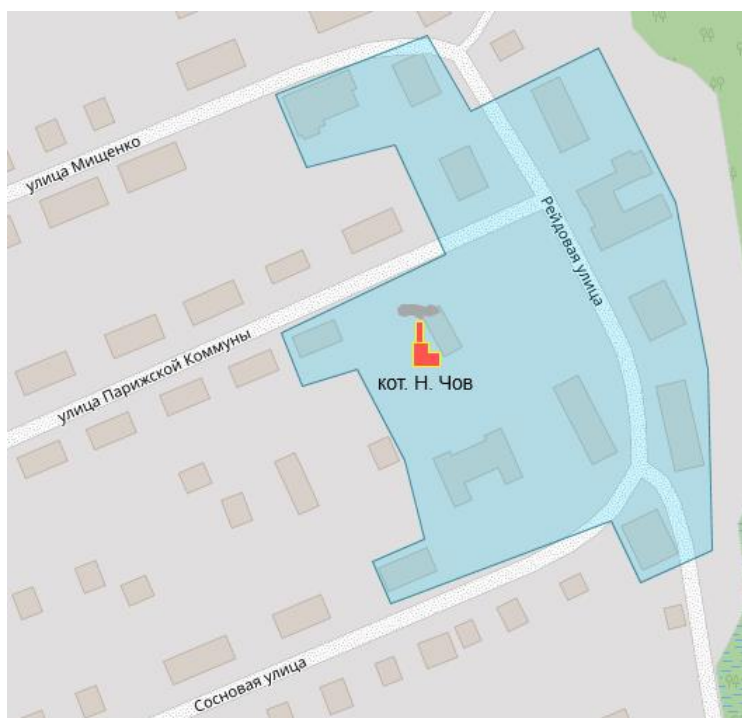 улица Мищенко
Рейдовая улица
улица Парижской Коммуны
кот. Н. Чов
Сосновая улица